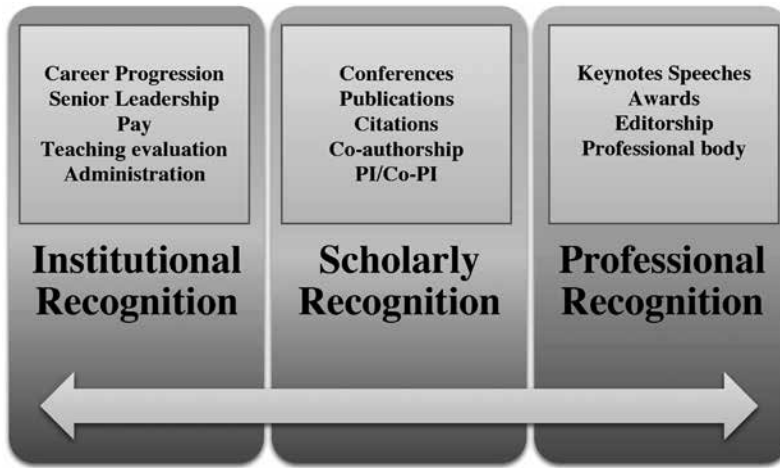 Career Progression
Senior Leadership
Pay
Teaching evaluation
Administration
Institutional
Recognition
Conferences
Publications
Citations
Co-authorship
PI/Co-PI
Scholarly
Recognition
Keynotes Speeches
Awards
Editorship
Professional body
Professional
Recognition